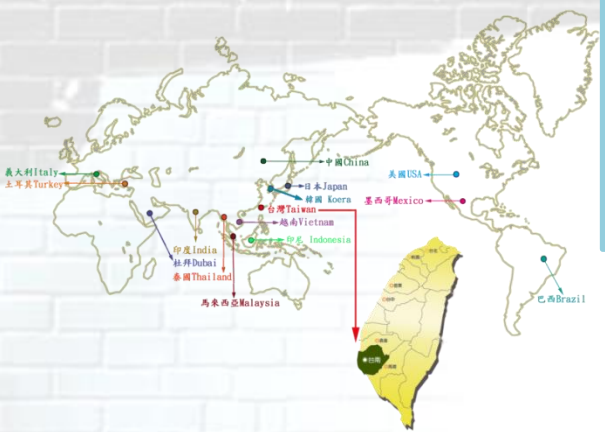 中國China
義大利Italy
土耳其Turkey
日本Japan
韓國 Koera
美國USA
墨西哥Mexico
台灣Taiwan
越南Vietnam
印度India
印尼 Indonesia
杜拜Dubai
泰國Thailand
馬來西亞Malaysia
巴西Brazil
台南